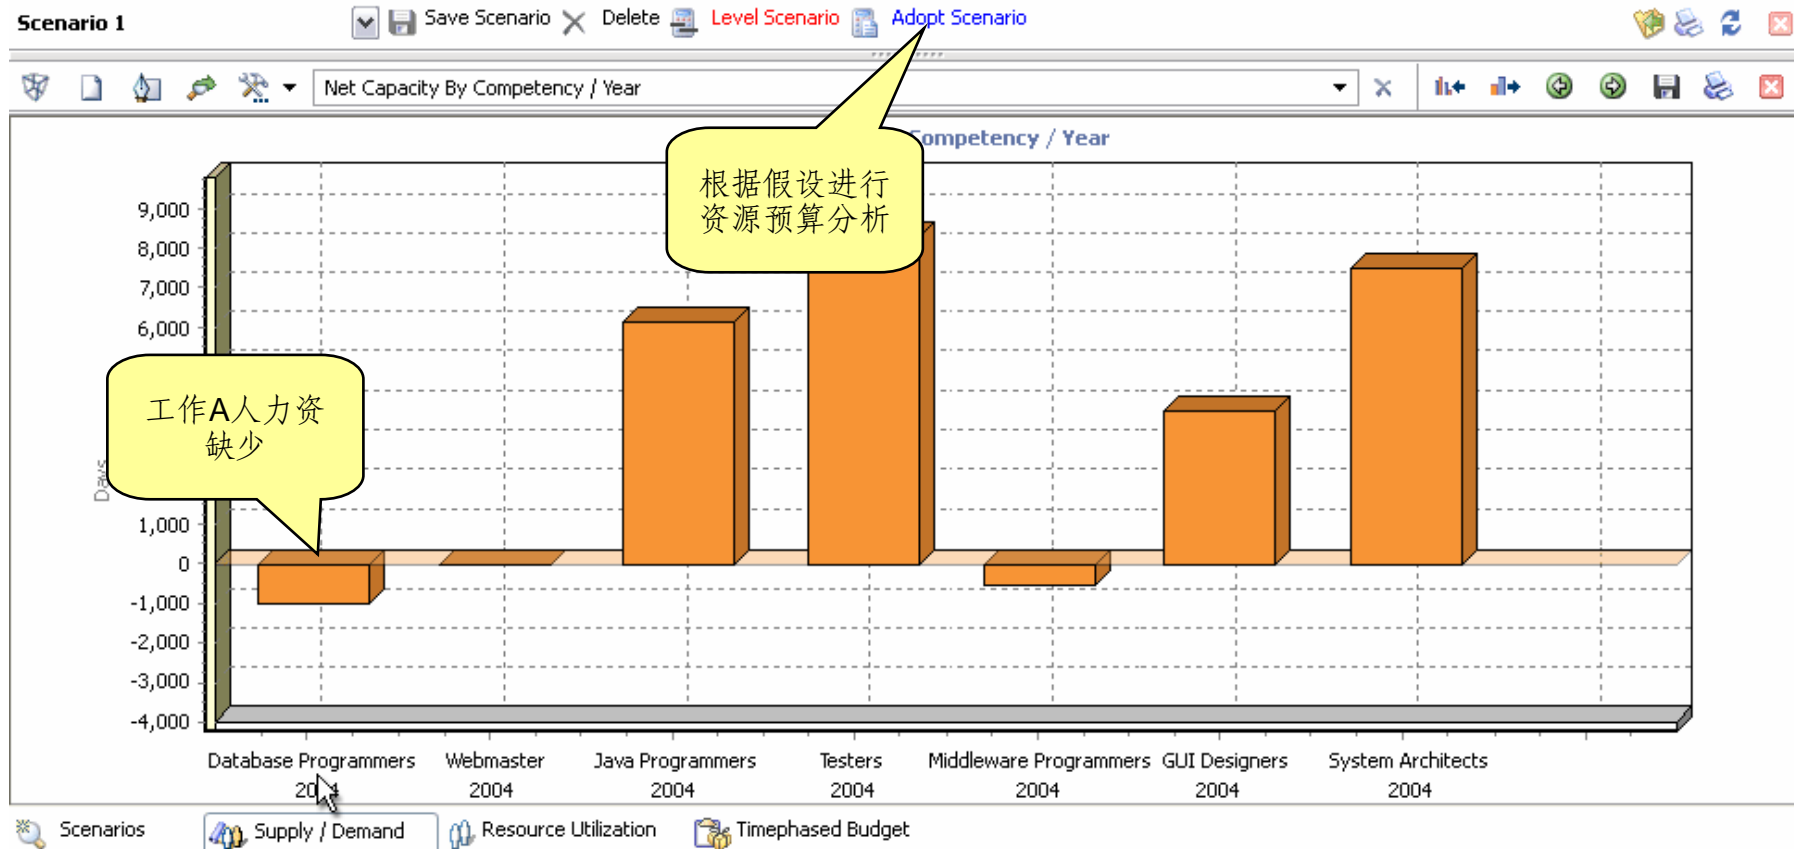 Scenario 1
Save Scenario
Delete
Level Scenario
Adopt Scenario
Net Capacity By Competency / Year
Competency / Year
根据假设进行
资源预算分析
9,000
8,000
7,000
6,000
工作A人力资
缺少
Days
1,000
0
-1,000
-2,000
-3,000
-4,000
Database Programmers
2004
Webmaster
2004
Java Programmers
2004
Testers
2004
Middleware Programmers
2004
GUI Designers
2004
System Architects
2004
Scenarios
Supply / Demand
Resource Utilization
Timephased Budget